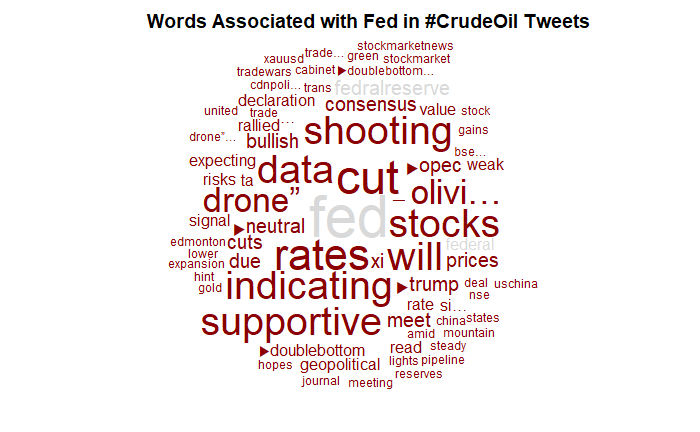 Words Associated with Fed in #CrudeOil Tweets
stockmarketnews
xauusd trade… green stockmarket
tradewars cabinet ▶doublebottom…
cdnpoli… trans fedralreserve
declaration consensus value stock
united trade
rallied… shooting gains
drone”… bullish
bse…
expecting data cut ▶opec weak
risks ta _ olivi…
drone”
signal fed stocks
▶neutral
edmonton cuts federal
lower
expansion due rates xi will prices
hint
gold indicating ▶trump deal uschina
nse
rate si…
supportive meet china states
amid mountain
▶doublebottom read steady
hopes geopolitical lights pipeline
reserves
journal meeting